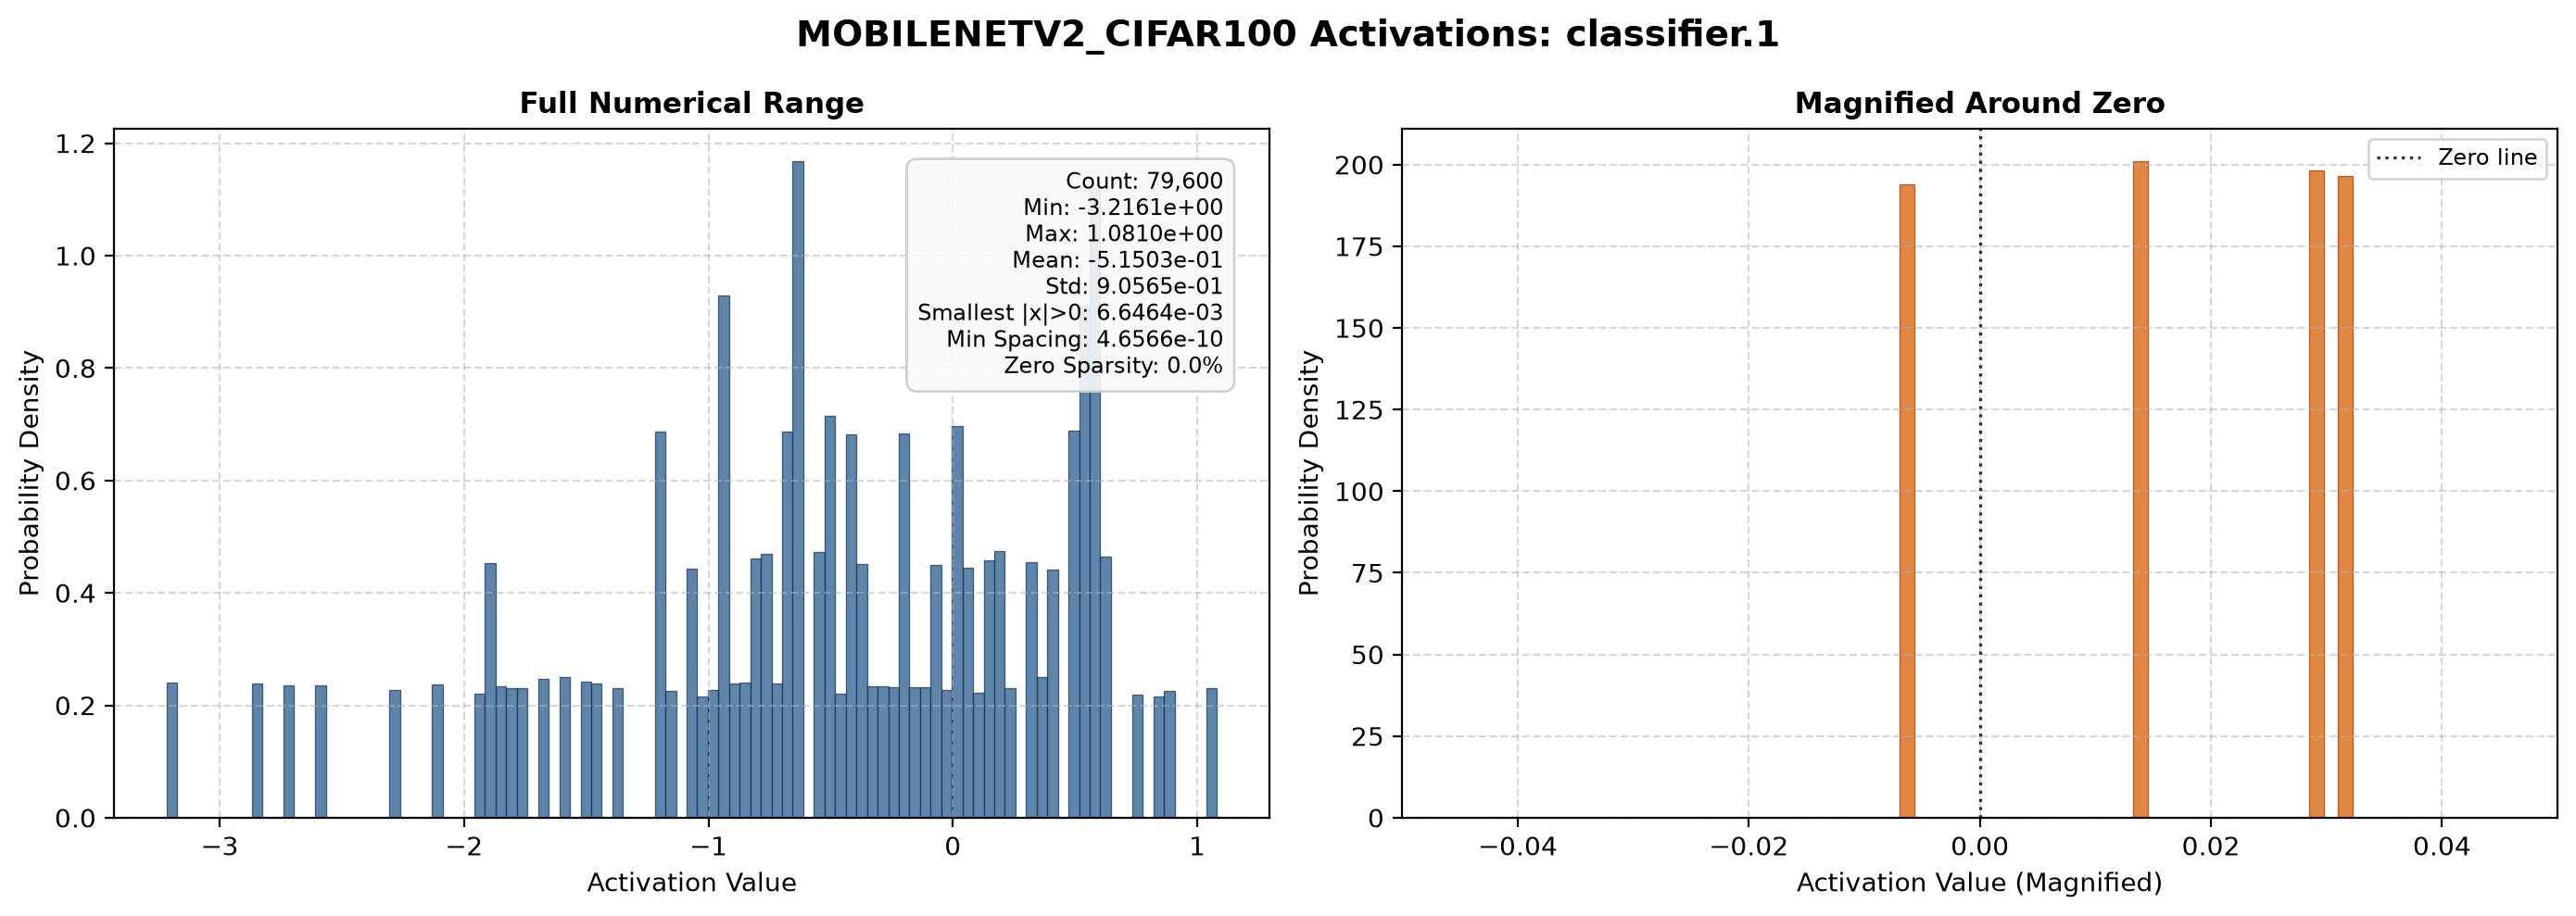 MOBILENETV2_CIFAR100 Activations: classifier.1
Full Numerical Range
Probability Density
1.2
1.0
0.8
0.6
0.4
0.2
0.0
Count: 79,600
Min: -3.2161e+00
Max: 1.0810e+00
Mean: -5.1503e-01
Std: 9.0565e-01
Smallest |x|>0: 6.6464e-03
Min Spacing: 4.6566e-10
Zero Sparsity: 0.0%
−3 −2 −1 0 1
Activation Value
Magnified Around Zero
Probability Density
200
175
150
125
100
75
50
25
0
Zero line
−0.04 −0.02 0.00 0.02 0.04
Activation Value (Magnified)